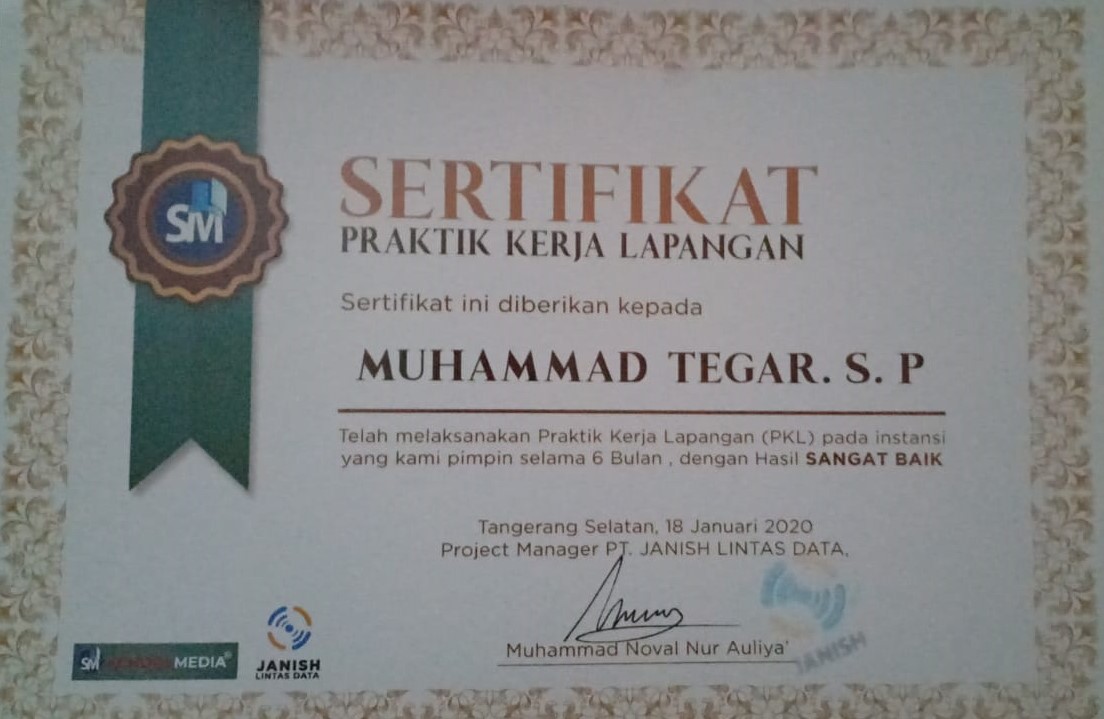 SM
SERTIFIKAT
PRAKTIK KERJA LAPANGAN
Sertifikat ini diberikan kepada
MUHAMMAD TEGAR. S. P
Telah melaksanakan Praktik Kerja Lapangan (PKL) pada instansi
yang kami pimpin selama 6 Bulan , dengan Hasil SANGAT BAIK
Tangerang Selatan, 18 Januari 2020
Project Manager PT. JANISH LINTAS DATA,
Muhammad Noval Nur Auliya'
JANISH
SM
MEDIA®
JANISH
LINTAS DATA